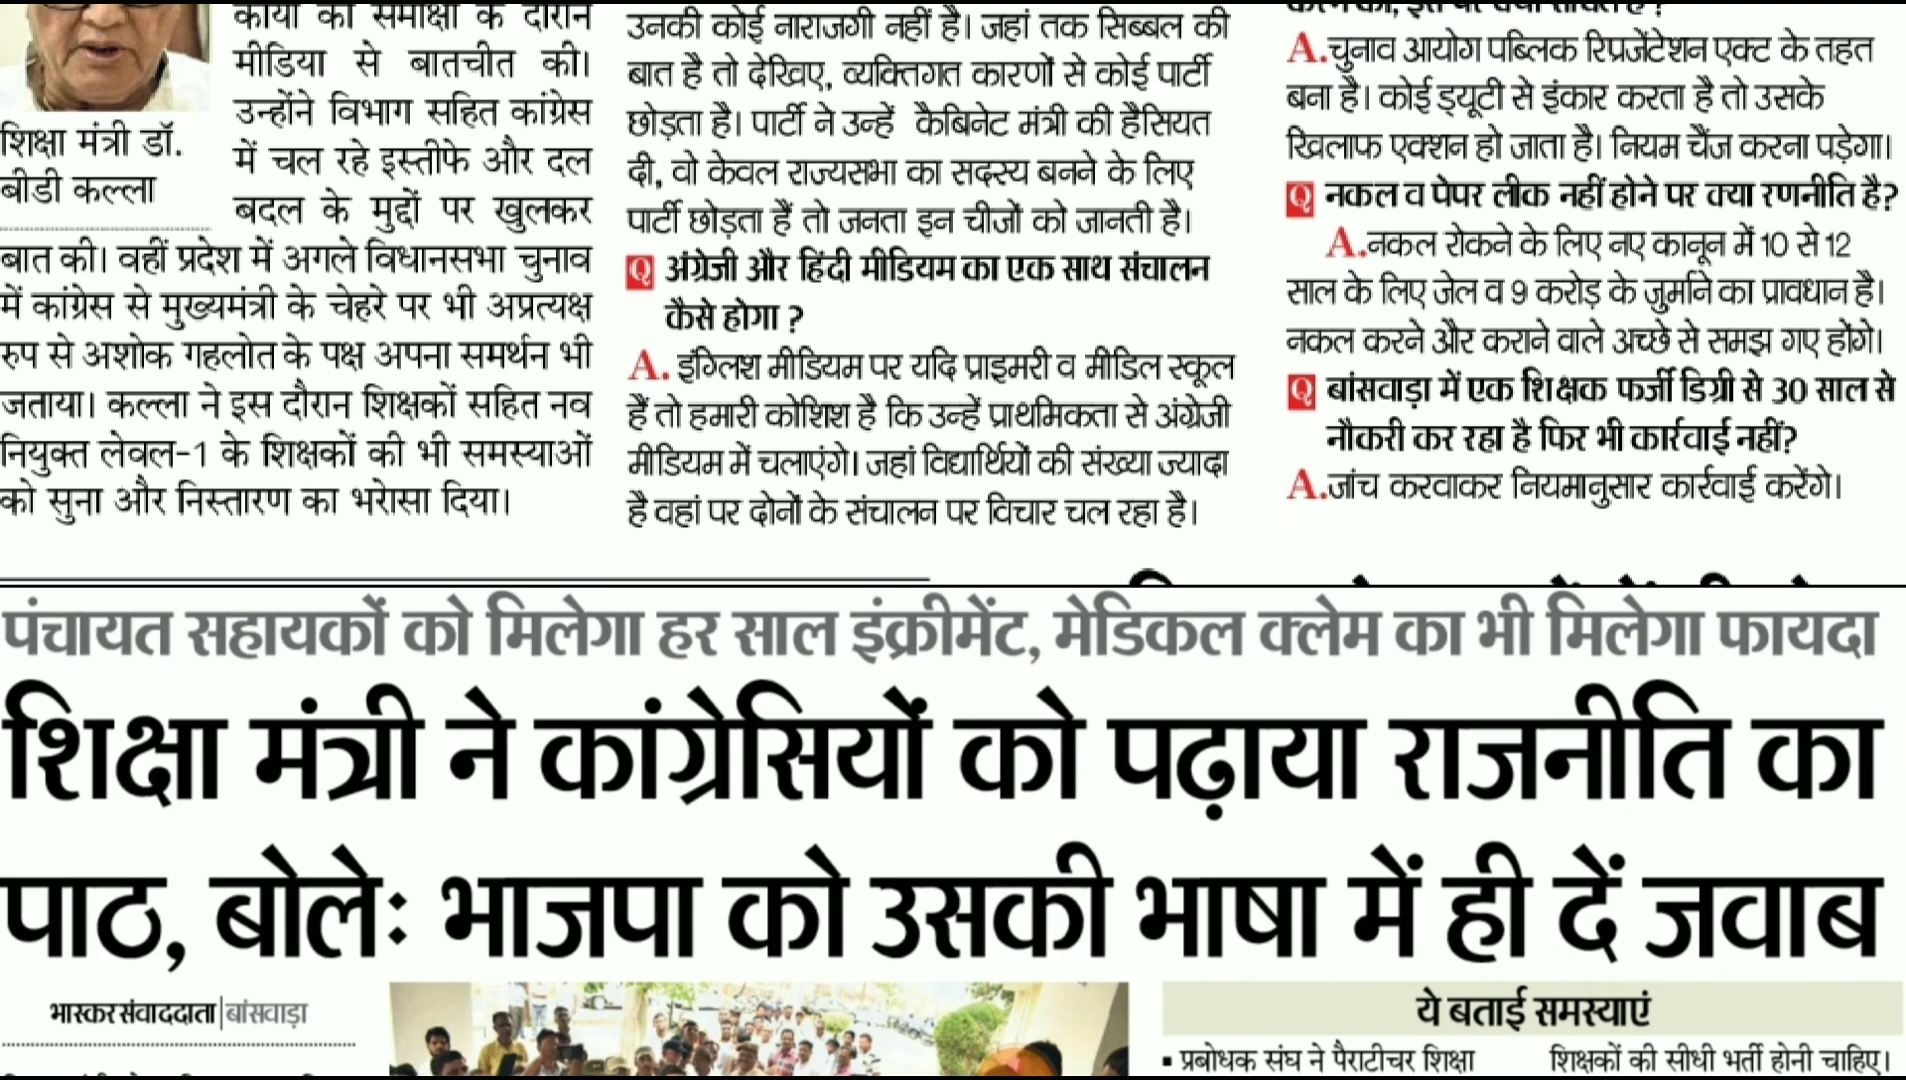 कार्यों की समीक्षा के दौरान
मीडिया से बातचीत की।
उन्होंने विभाग सहित कांग्रेस
में चल रहे इस्तीफे और दल
बदल के मुद्दों पर खुलकर
शिक्षा मंत्री डॉ.
बीडी कल्ला
बात की। वहीं प्रदेश में अगले विधानसभा चुनाव
में कांग्रेस से मुख्यमंत्री के चेहरे पर भी अप्रत्यक्ष
रुप से अशोक गहलोत के पक्ष अपना समर्थन भी
जताया। कल्ला ने इस दौरान शिक्षकों सहित नव
नियुक्त लेवल-1 के शिक्षकों की भी समस्याओं
को सुना और निस्तारण का भरोसा दिया।
उनकी कोई नाराजगी नहीं है। जहां तक सिब्बल की
बात है तो देखिए, व्यक्तिगत कारणों से कोई पार्टी
छोड़ता है। पार्टी ने उन्हें कैबिनेट मंत्री की हैसियत
दी, वो केवल राज्यसभा का सदस्य बनने के लिए
पार्टी छोड़ता हैं तो जनता इन चीजों को जानती है।
Q अंग्रेजी और हिंदी मीडियम का एक साथ संचालन
कैसे होगा ?
A. इंग्लिश मीडियम पर यदि प्राइमरी व मीडिल स्कूल
हैं तो हमारी कोशिश है कि उन्हें प्राथमिकता से अंग्रेजी
मीडियम में चलाएंगे। जहां विद्यार्थियों की संख्या ज्यादा
है वहां पर दोनों के संचालन पर विचार चल रहा है।
A.चुनाव आयोग पब्लिक रिप्रजेंटेशन एक्ट के तहत
बना है। कोई ड्यूटी से इंकार करता है तो उसके
खिलाफ एक्शन हो जाता है। नियम चैंज करना पड़ेगा।
Q नकल व पेपर लीक नहीं होने पर क्या रणनीति है?
A.नकल रोकने के लिए नए कानून में 10 से 12
साल के लिए जेल व 9 करोड़ के जुर्माने का प्रावधान है।
नकल करने और कराने वाले अच्छे से समझ गए होंगे।
Q बांसवाड़ा में एक शिक्षक फर्जी डिग्री से 30 साल से
नौकरी कर रहा है फिर भी कार्रवाई नहीं?
A.जांच करवाकर नियमानुसार कार्रवाई करेंगे।
पंचायत सहायकों को मिलेगा हर साल इंक्रीमेंट, मेडिकल क्लेम का भी मिलेगा फायदा
शिक्षा मंत्री ने कांग्रेसियों को पढ़ाया राजनीति का
पाठ, बोलेः भाजपा को उसकी भाषा में ही दें जवाब
भास्कर संवाददाता|बांसवाड़ा
ये बताई समस्याएं
▪ प्रबोधक संघ ने पैराटीचर शिक्षा
शिक्षकों की सीधी भर्ती होनी चाहिए।